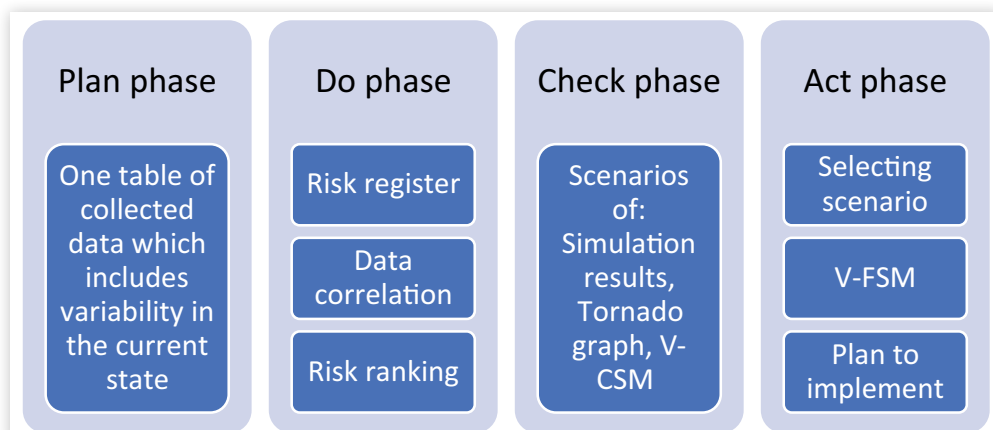 Plan phase
One table of
collected
data which
includes
variability in
the current
state
Do phase
Risk register
Data
correlation
Risk ranking
Check phase
Scenarios
of:
Simulation
results,
Tornado
graph, V-
CSM
Act phase
Selecting
scenario
V-FSM
Plan to
implement